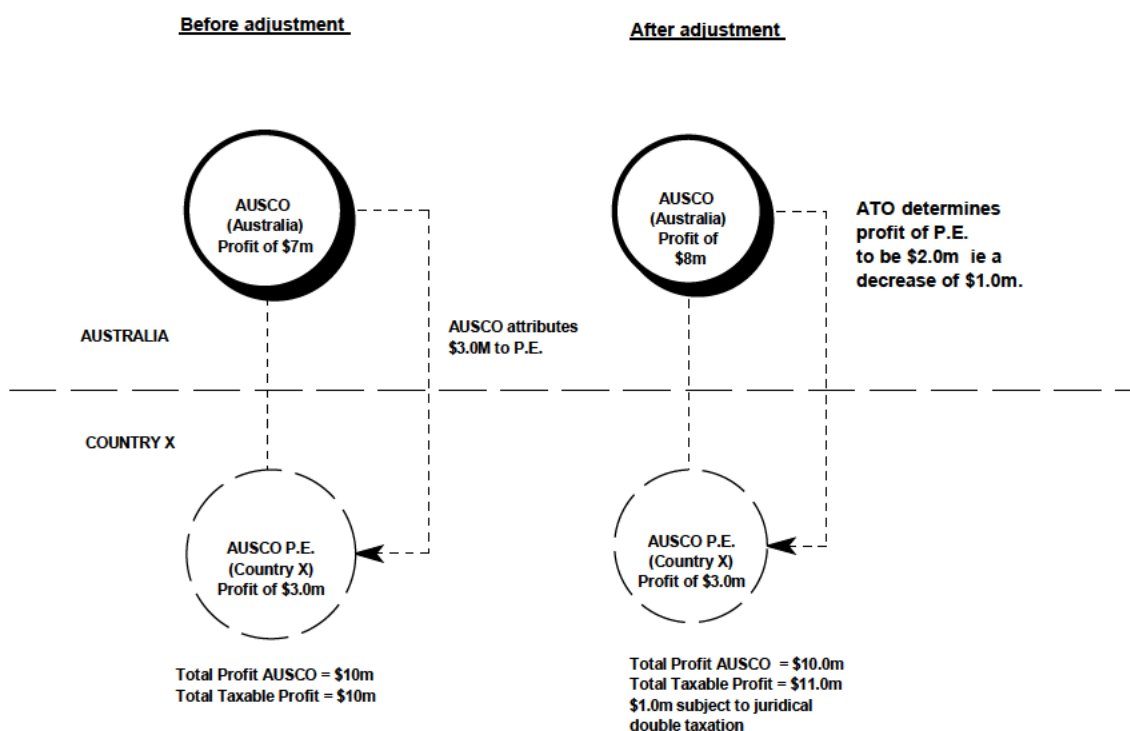 Before adjustment
AUSCO
(Australia)
Profit of $7m
AUSTRALIA
AUSCO attributes
$3.0M to P.E.
COUNTRY X
AUSCO P.E.
(Country X)
Profit of $3.0m
Total Profit AUSCO = $10m
Total Taxable Profit = $10m
After adjustment
AUSCO
(Australia)
Profit of
$8m
ATO determines
profit of P.E.
to be $2.0m ie a
decrease of $1.0m.
AUSCO P.E.
(Country X)
Profit of $3.0m
Total Profit AUSCO = $10.0m
Total Taxable Profit = $11.0m
$1.0m subject to juridical
double taxation